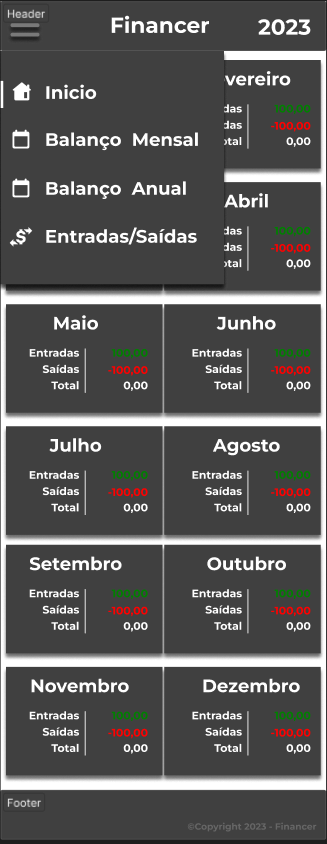 Header
Financer 2023
Inicio
Balanço Mensal
Balanço Anual
Entradas/Saídas
vereiro
das 100,00
das -100,00
otal 0,00
Abril
das 100,00
das -100,00
otal 0,00
Maio
Entradas 100,00
Saídas -100,00
Total 0,00
Junho
Entradas 100,00
Saídas -100,00
Total 0,00
Julho
Entradas 100,00
Saídas -100,00
Total 0,00
Agosto
Entradas 100,00
Saídas -100,00
Total 0,00
Setembro
Entradas 100,00
Saídas -100,00
Total 0,00
Outubro
Entradas 100,00
Saídas -100,00
Total 0,00
Novembro
Entradas 100,00
Saídas -100,00
Total 0,00
Dezembro
Entradas 100,00
Saídas -100,00
Total 0,00
Footer
©Copyright 2023 - Financer